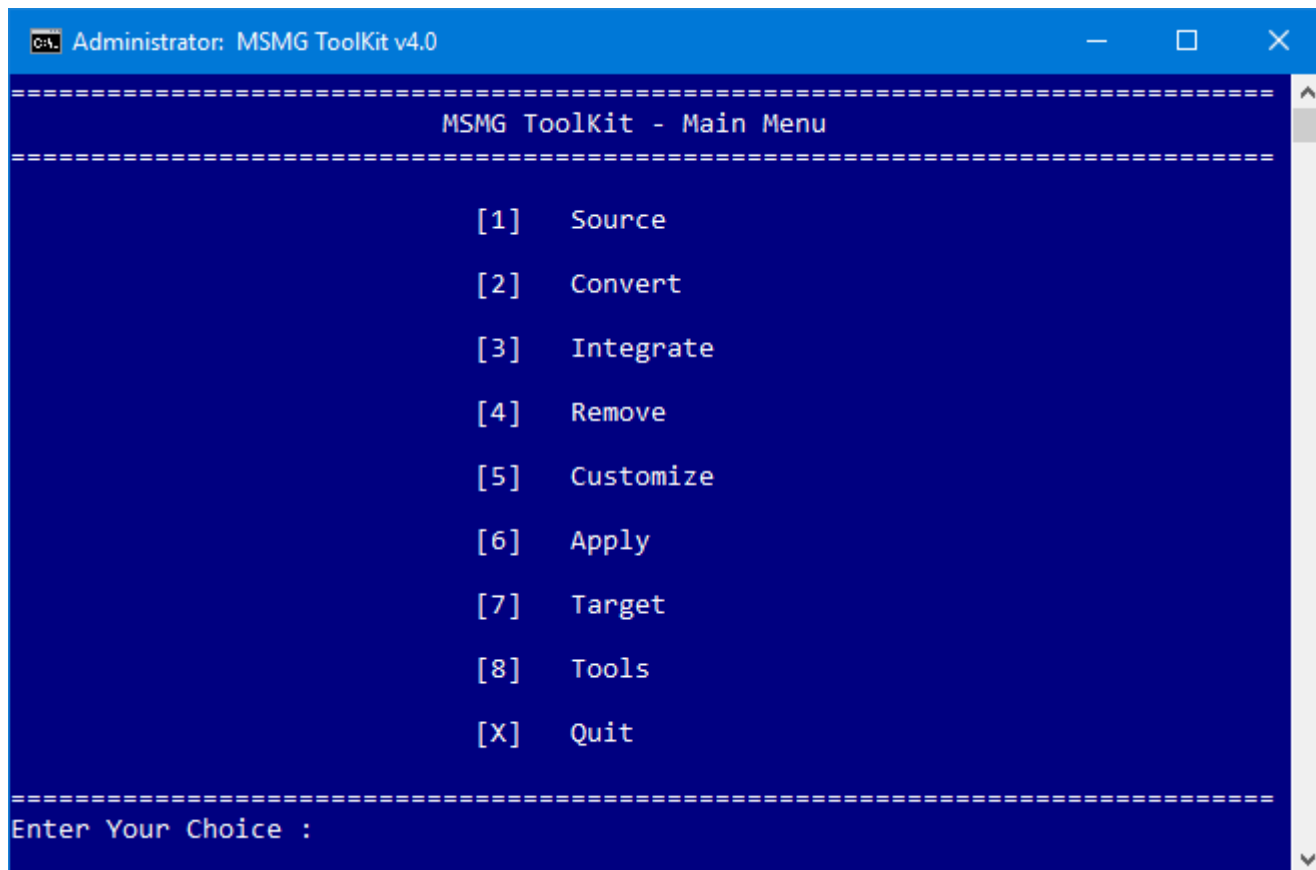 Administrator: MSMG ToolKit v4.0
===============================================================================
MSMG ToolKit - Main Menu
===============================================================================
[1] Source
[2] Convert
[3] Integrate
[4] Remove
[5] Customize
[6] Apply
[7] Target
[8] Tools
[X] Quit
===============================================================================
Enter Your Choice :